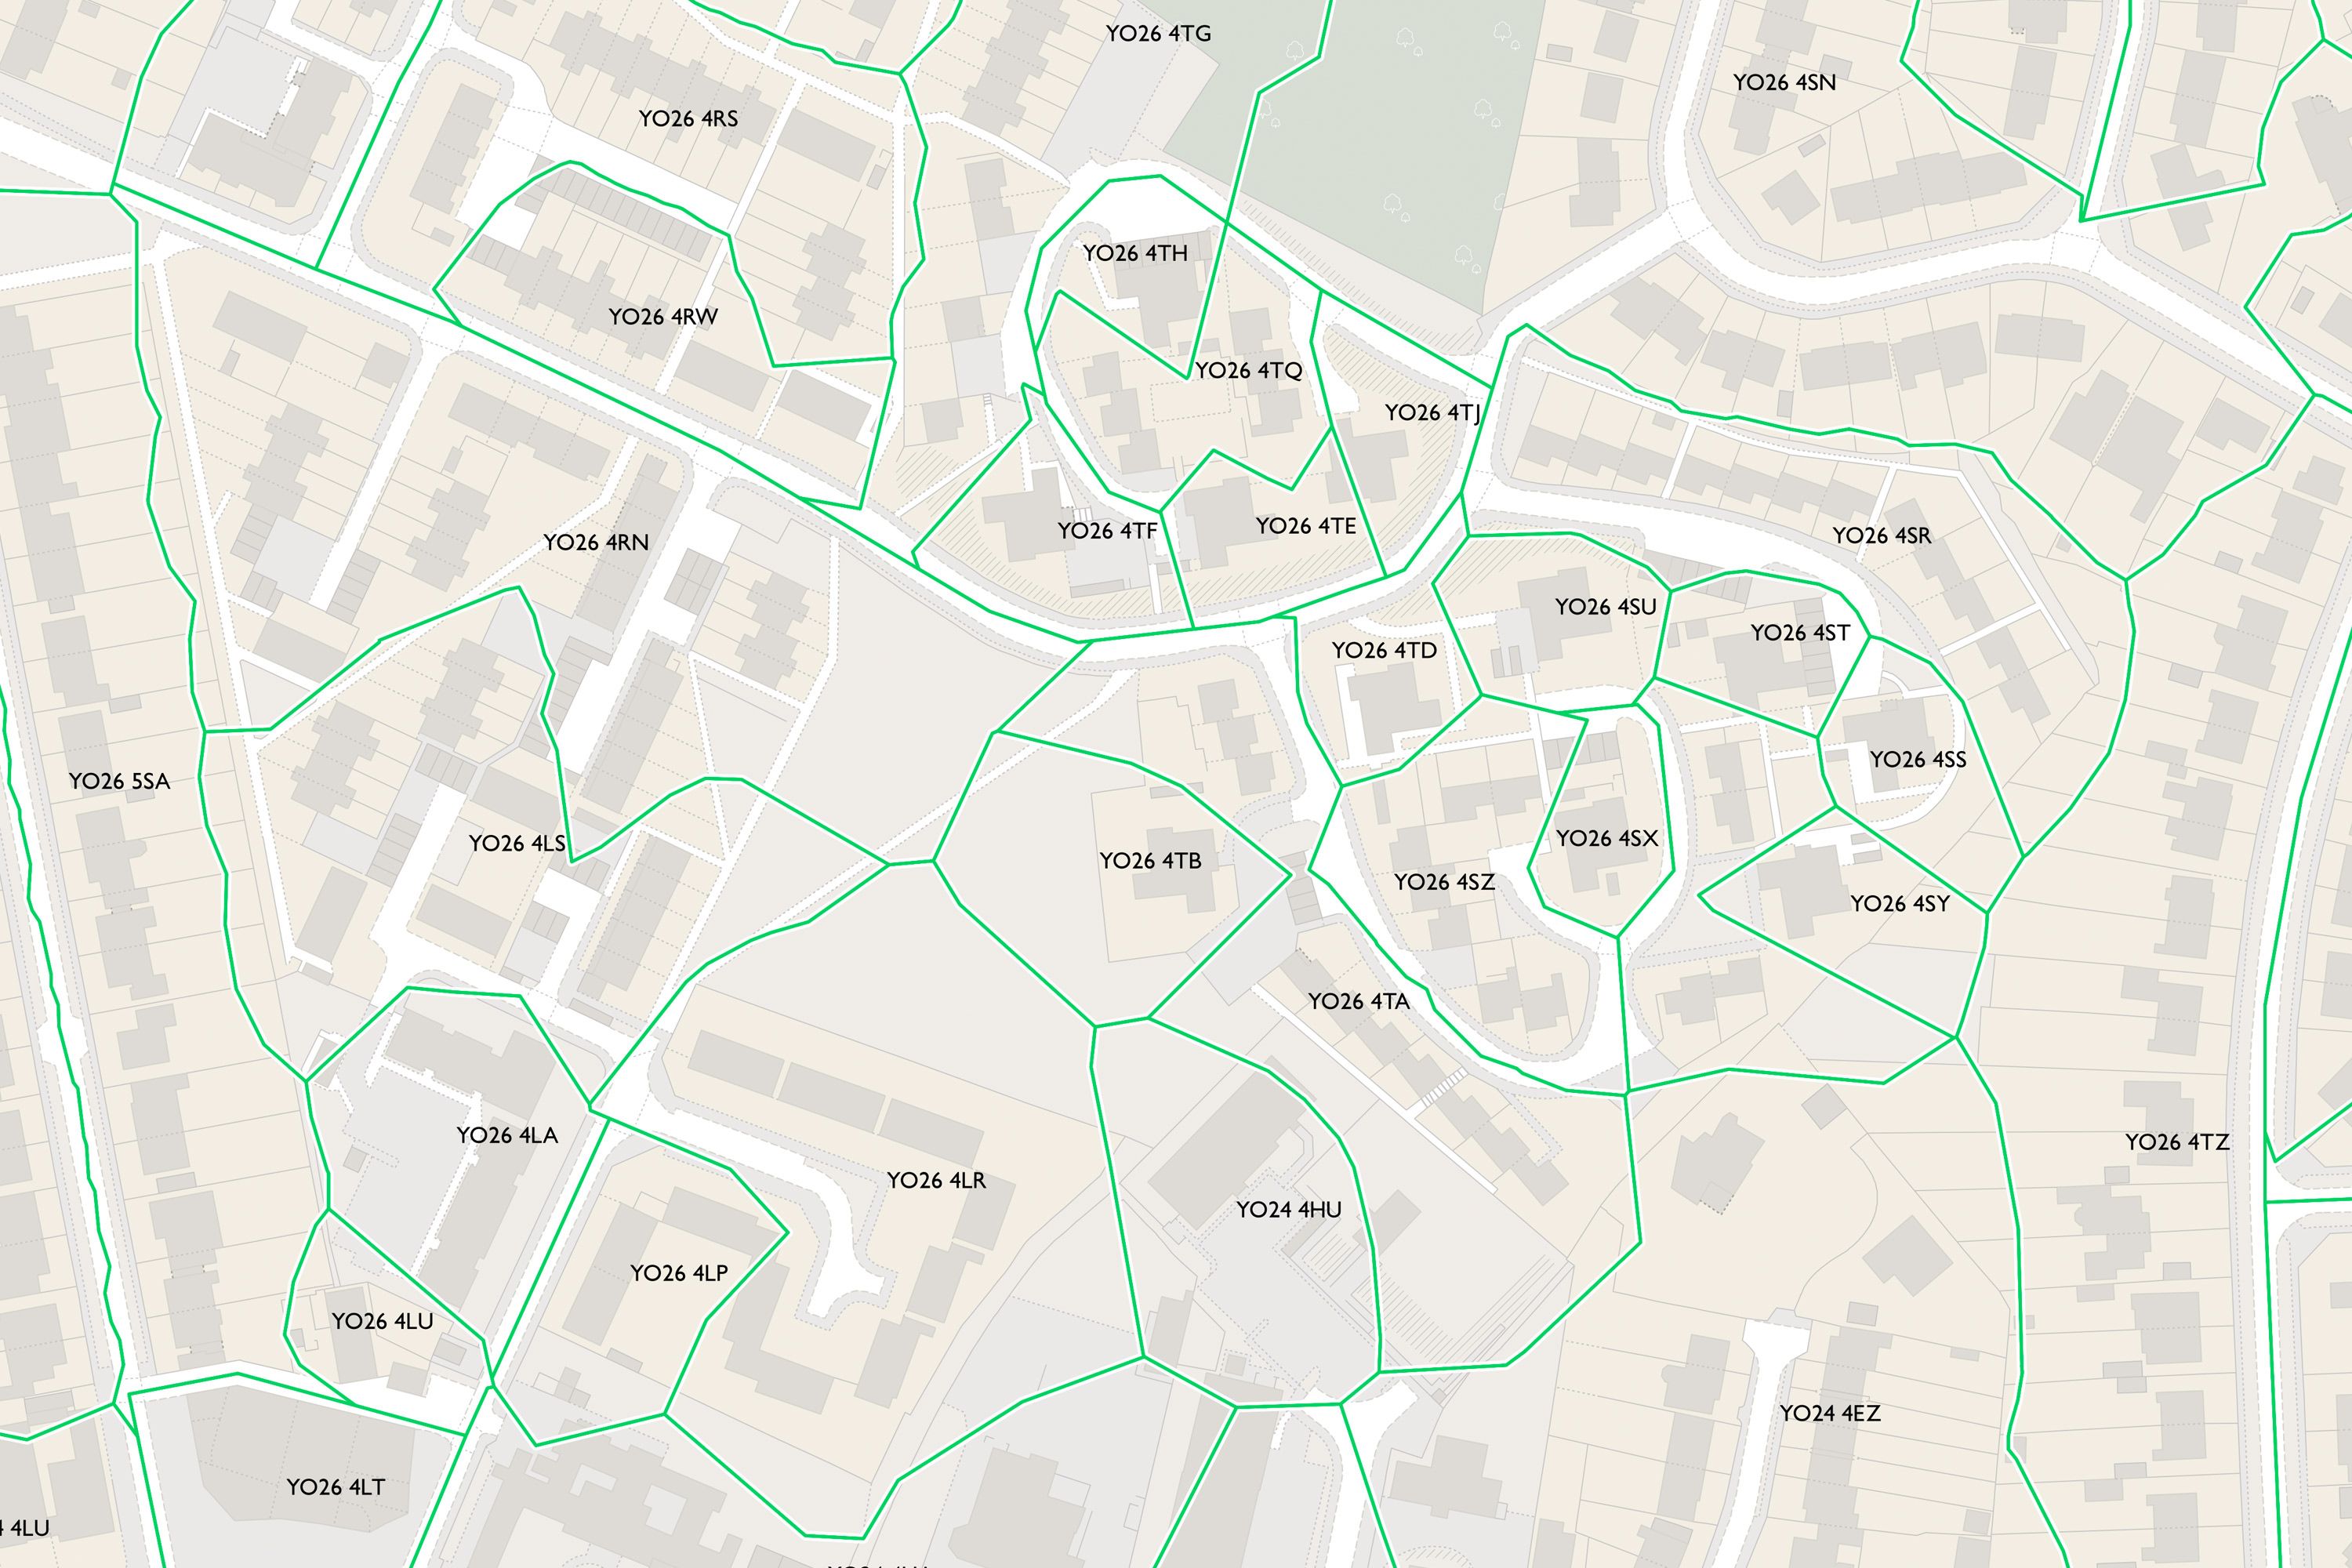 YO26 4TG
YO26 4SN
YO26 4RS
YO26 4TH
YO26 4RW
YO26 4TQ
YO26 4TJ
YO26 4TE
YO26 4TF
YO26 4SR
YO26 4RN
YO26 4SU
YO26 4ST
YO26 4TD
YO26 4SS
YO26 5SA
YO26 4SX
YO26 4LS
YO26 4TB
YO26 4SZ
YO26 4SY
YO26 4TA
YO26 4LA
YO26 4TZ
YO26 4LR
YO24 4HU
YO26 4LP
YO26 4LU
YO24 4EZ
YO26 4LT
4LU